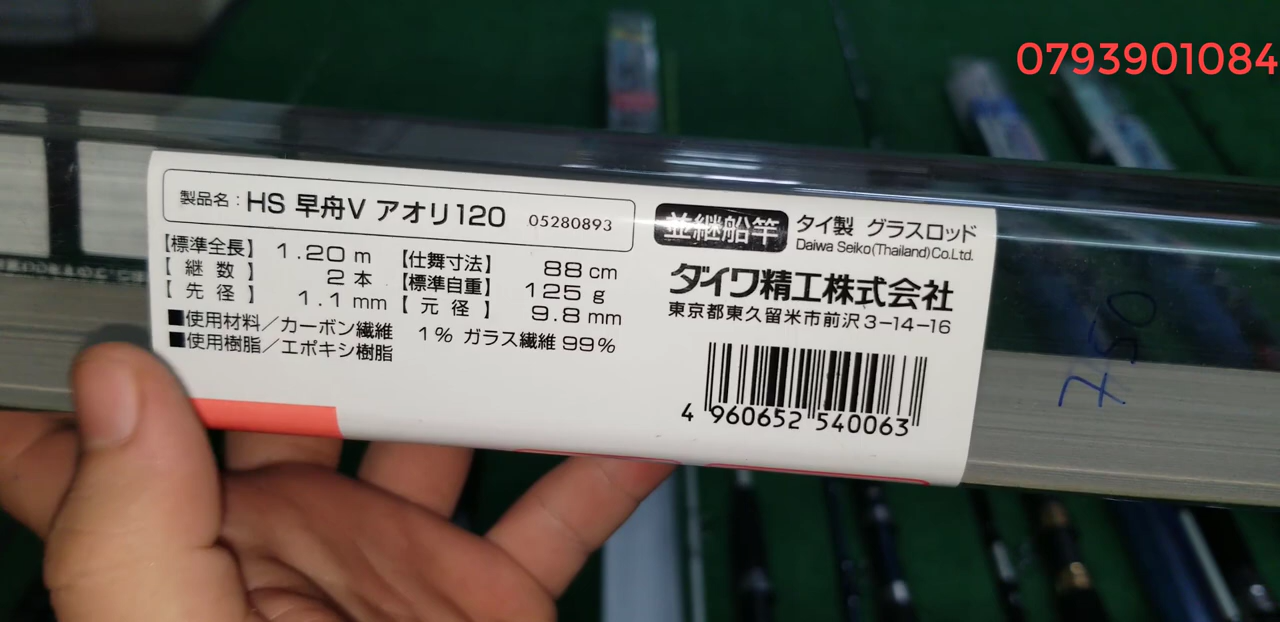 0793901084
製品名:HS 早舟V アオリ120 05280893
【標準全長】 1.20 m 【仕舞寸法】 88 cm
【継数】 2 本 【標準自重】 125 g
【先径】 1.1 mm 【元径】 9.8 mm
■使用材料/カーボン繊維 1% ガラス繊維 99%
■使用樹脂/エポキシ樹脂
並継船竿 タイ製 グラスロッド
Daiwa Seiko(Thailand)Co.Ltd.
ダイワ精工株式会社
東京都東久留米市前沢3-14-16
4 960652 540063
750